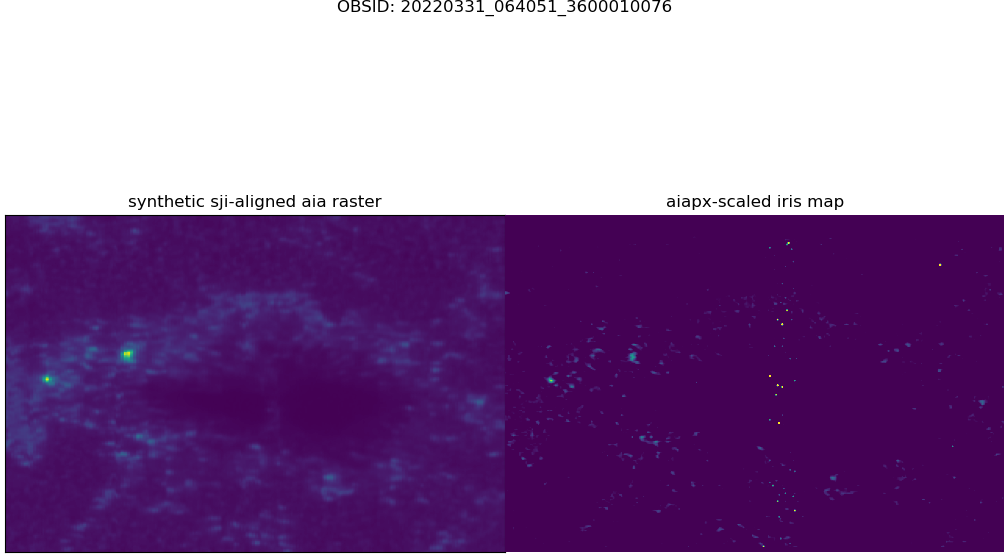 OBSID: 20220331_064051_3600010076
synthetic sji-aligned aia raster
aiapx-scaled iris map